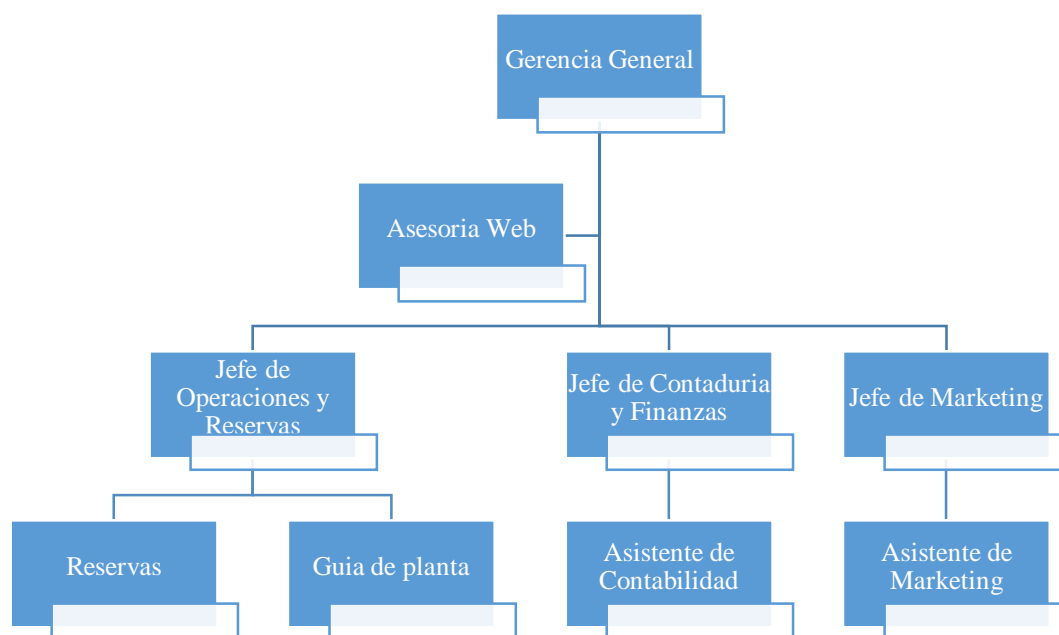 Gerencia General
Asesoria Web
Jefe de
Operaciones y
Reservas
Jefe de Contaduria
y Finanzas
Jefe de Marketing
Reservas
Guia de planta
Asistente de
Contabilidad
Asistente de
Marketing